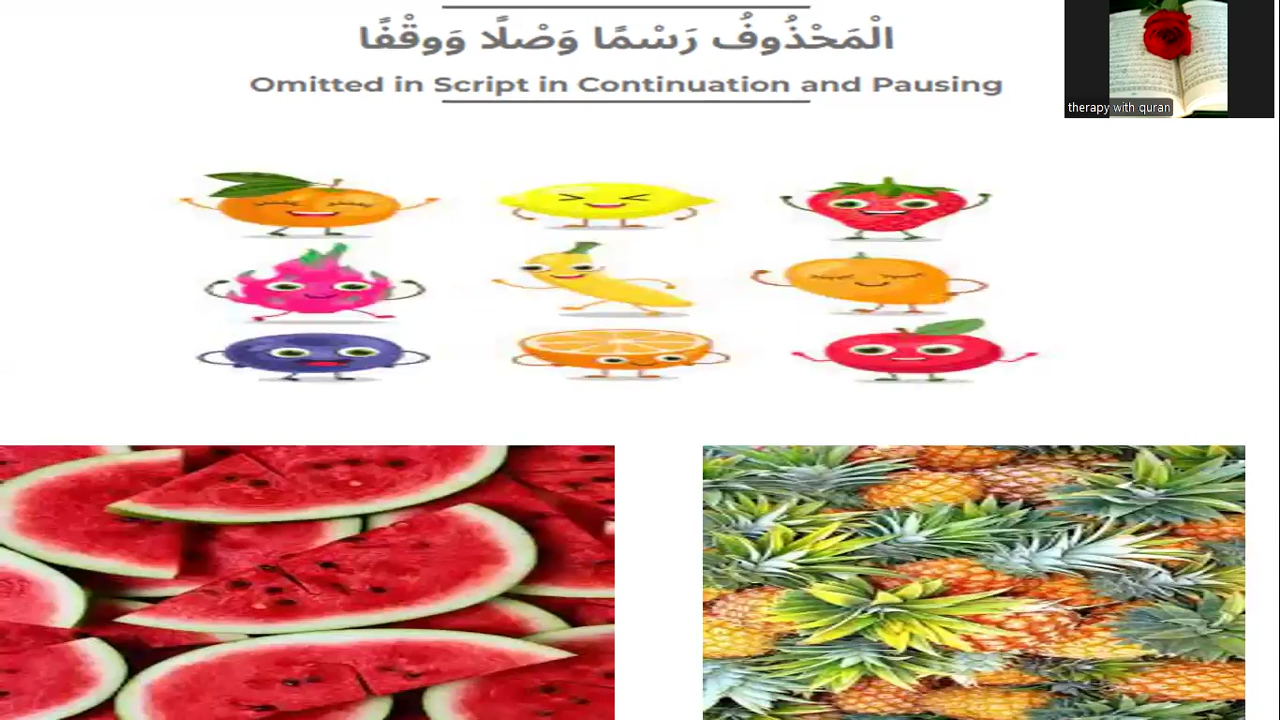 الْمَحْذُوفُ رَسْمًا وَصْلًا وَوِقْفًا
Omitted in Script in Continuation and Pausing
therapy with quran